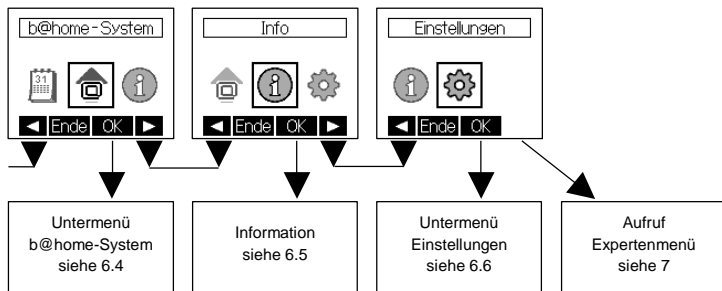 b@home-System
Info
Einstellungen
31
i
i
i
Ende OK
Ende OK
Ende OK
Untermenü
b@home-System
siehe 6.4
Information
siehe 6.5
Untermenü
Einstellungen
siehe 6.6
Aufruf
Expertenmenü
siehe 7